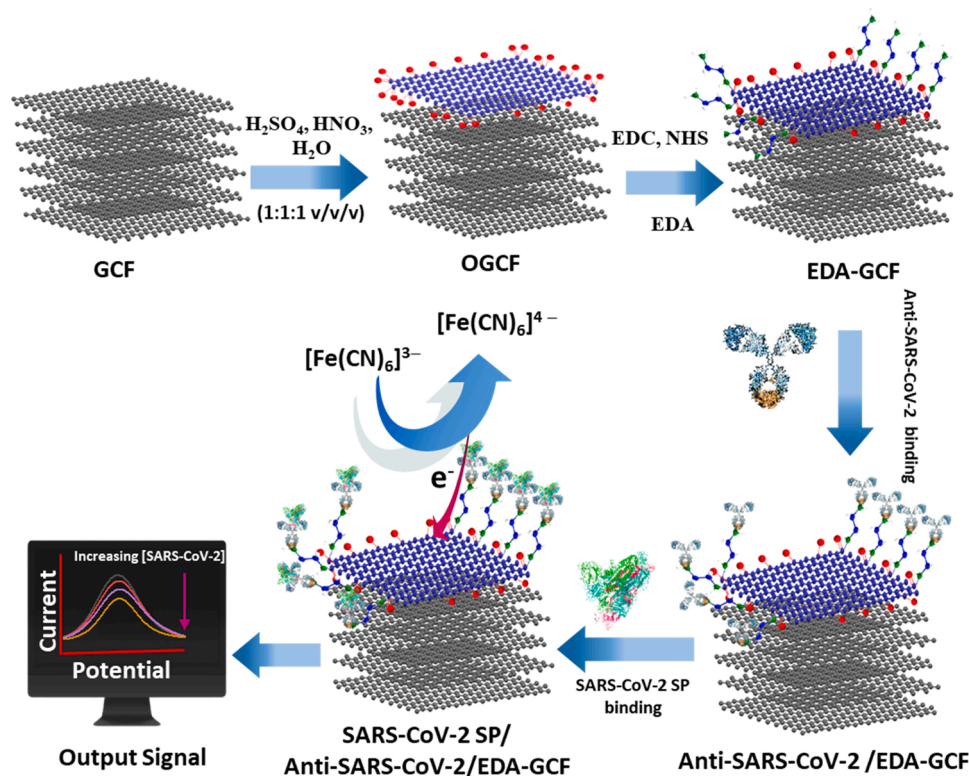 H₂SO₄, HNO₃,
H₂O
(1:1:1 v/v/v)
EDC, NHS
EDA
GCF
OGCF
EDA-GCF
Anti-SARS-CoV-2
binding
[Fe(CN)₆]⁴⁻
[Fe(CN)₆]³⁻
e⁻
Increasing [SARS-CoV-2]
Current
Potential
SARS-CoV-2 SP
binding
Output Signal
SARS-CoV-2 SP/
Anti-SARS-CoV-2/EDA-GCF
Anti-SARS-CoV-2 /EDA-GCF